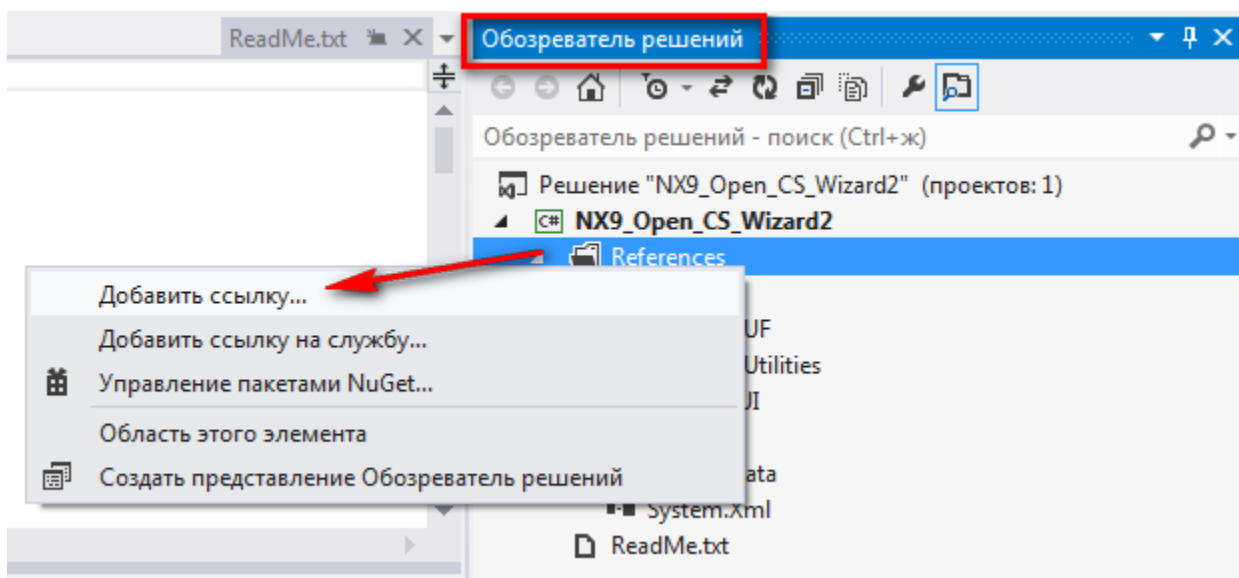 ReadMe.txt
Обозреватель решений
Обозреватель решений - поиск (Ctrl+ж)
Решение "NX9_Open_CS_Wizard2" (проектов: 1)
C# NX9_Open_CS_Wizard2
References
Добавить ссылку...
Добавить ссылку на службу...
Управление пакетами NuGet...
Область этого элемента
Создать представление Обозреватель решений
UF
Utilities
UI
ata
System.Xml
ReadMe.txt